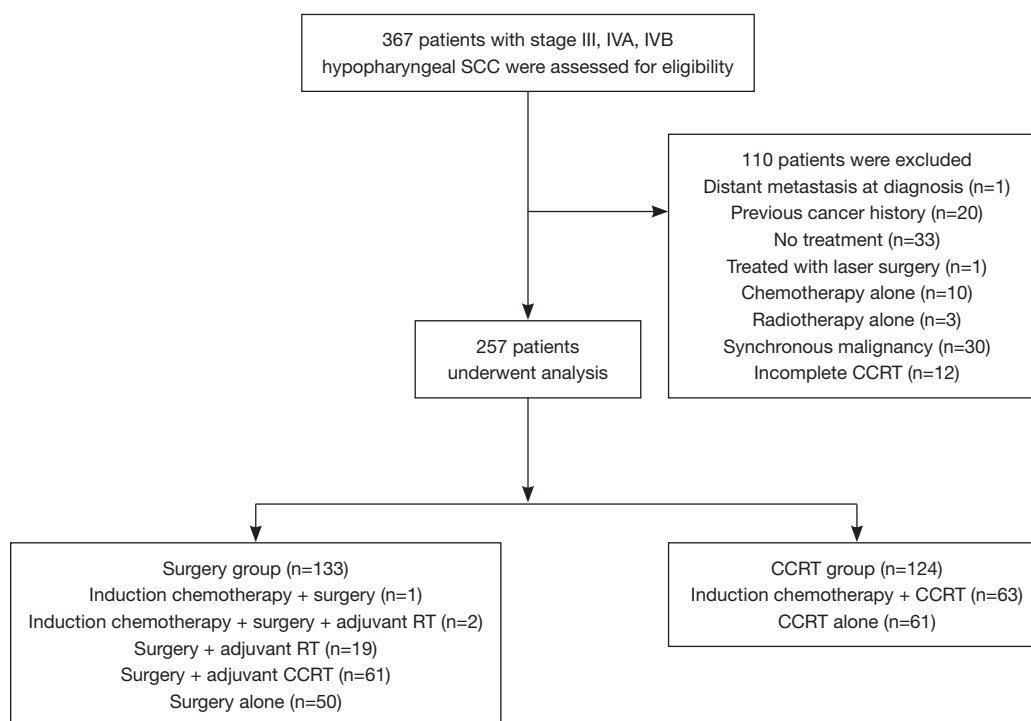 367 patients with stage III, IVA, IVB
hypopharyngeal SCC were assessed for eligibility
110 patients were excluded
Distant metastasis at diagnosis (n=1)
Previous cancer history (n=20)
No treatment (n=33)
Treated with laser surgery (n=1)
Chemotherapy alone (n=10)
Radiotherapy alone (n=3)
Synchronous malignancy (n=30)
Incomplete CCRT (n=12)
257 patients
underwent analysis
Surgery group (n=133)
Induction chemotherapy + surgery (n=1)
Induction chemotherapy + surgery + adjuvant RT (n=2)
Surgery + adjuvant RT (n=19)
Surgery + adjuvant CCRT (n=61)
Surgery alone (n=50)
CCRT group (n=124)
Induction chemotherapy + CCRT (n=63)
CCRT alone (n=61)